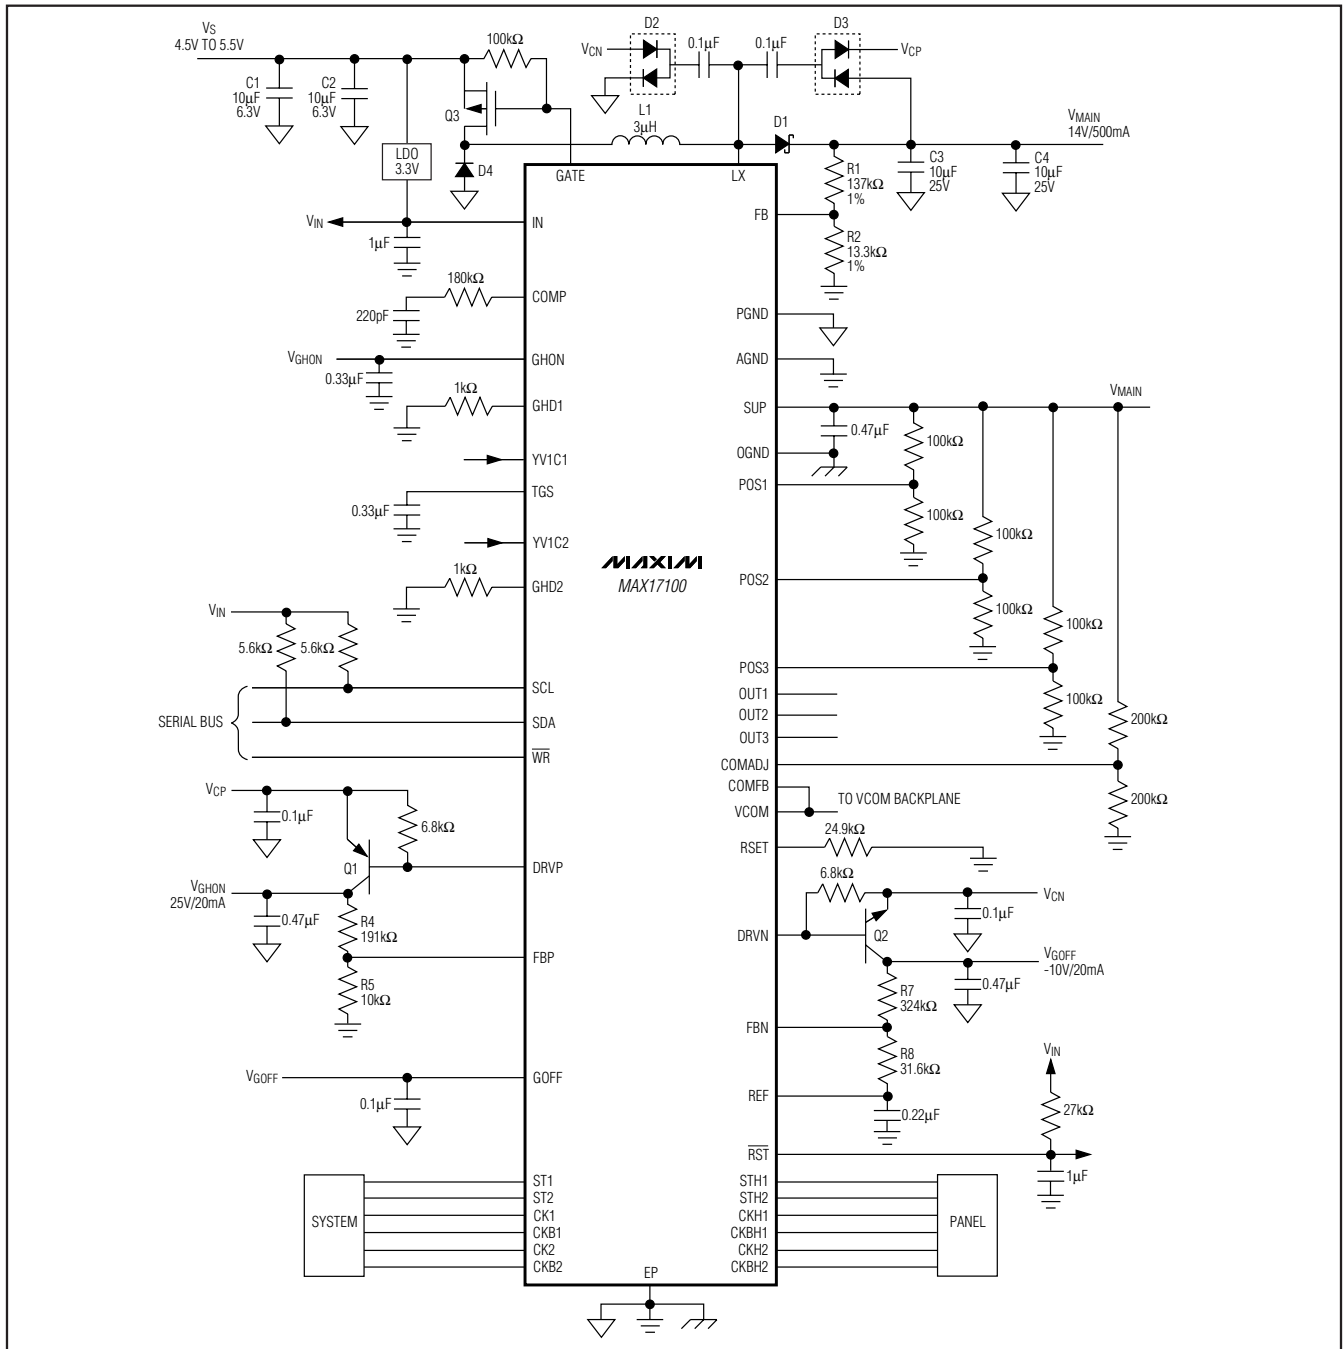 VS
4.5V TO 5.5V
C1
10μF
6.3V
C2
10μF
6.3V
100kΩ
Q3
LDO
3.3V
D4
L1
3μH
VCN
D2
0.1μF
0.1μF
D3
VCP
D1
VMAIN
14V/500mA
R1
137kΩ
1%
C3
10μF
25V
C4
10μF
25V
R2
13.3kΩ
1%
GATE
LX
FB
VIN
IN
1μF
180kΩ
COMP
220pF
PGND
AGND
VGHON
GHON
0.33μF
1kΩ
GHD1
SUP
VMAIN
0.47μF
OGND
100kΩ
YV1C1
POS1
TGS
0.33μF
100kΩ
100kΩ
YV1C2
MAXIM
MAX17100
1kΩ
GHD2
POS2
100kΩ
100kΩ
VIN
5.6kΩ
5.6kΩ
POS3
100kΩ
SERIAL BUS
SCL
SDA
WR
OUT1
OUT2
OUT3
200kΩ
COMADJ
COMFB
VCOM
TO VCOM BACKPLANE
200kΩ
VCP
0.1μF
6.8kΩ
Q1
DRVP
RSET
24.9kΩ
VGHON
25V/20mA
0.47μF
R4
191kΩ
FBP
R5
10kΩ
6.8kΩ
VCN
0.1μF
DRVN
Q2
VGOFF
-10V/20mA
0.47μF
R7
324kΩ
FBN
R8
31.6kΩ
REF
0.22μF
VGOFF
GOFF
0.1μF
VIN
27kΩ
RST
1μF
SYSTEM
ST1
ST2
CK1
CKB1
CK2
CKB2
STH1
STH2
CKH1
CKBH1
CKH2
CKBH2
PANEL
EP